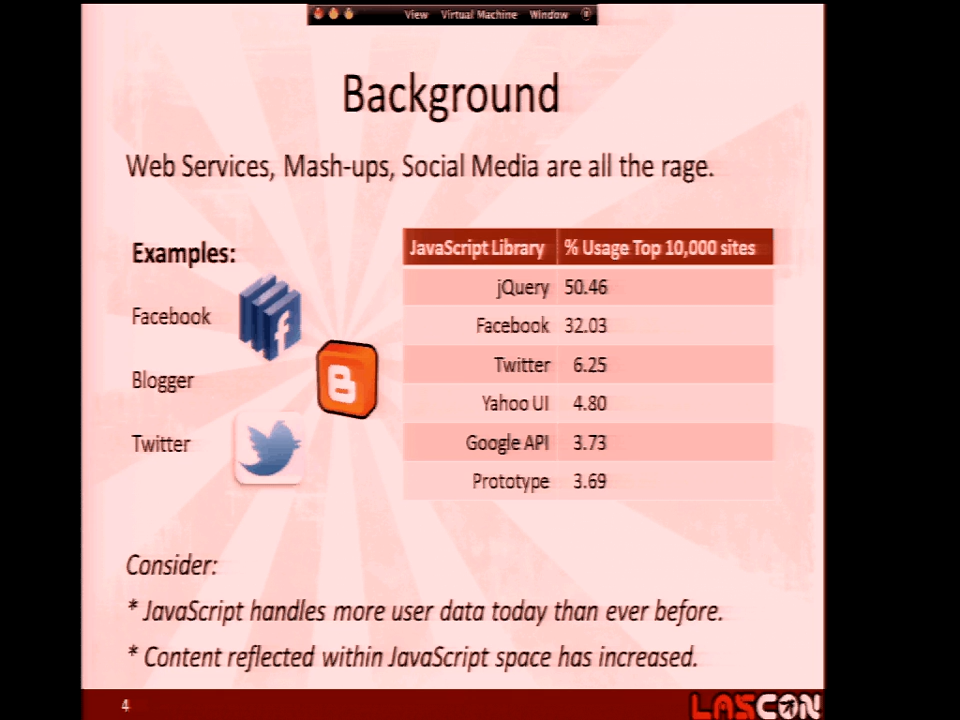 View Virtual Machine Window
Background
Web Services, Mash-ups, Social Media are all the rage.
Examples:
Facebook
Blogger
Twitter
JavaScript Library % Usage Top 10,000 sites
jQuery 50.46
Facebook 32.03
Twitter 6.25
Yahoo UI 4.80
Google API 3.73
Prototype 3.69
Consider:
* JavaScript handles more user data today than ever before.
* Content reflected within JavaScript space has increased.
4
LASCON